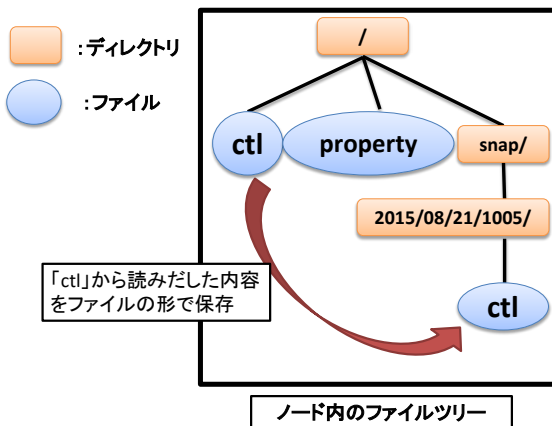 :ディレクトリ
:ファイル
/
ctl
property
snap/
2015/08/21/1005/
「ctl」から読みだした内容
をファイルの形で保存
ctl
ノード内のファイルツリー